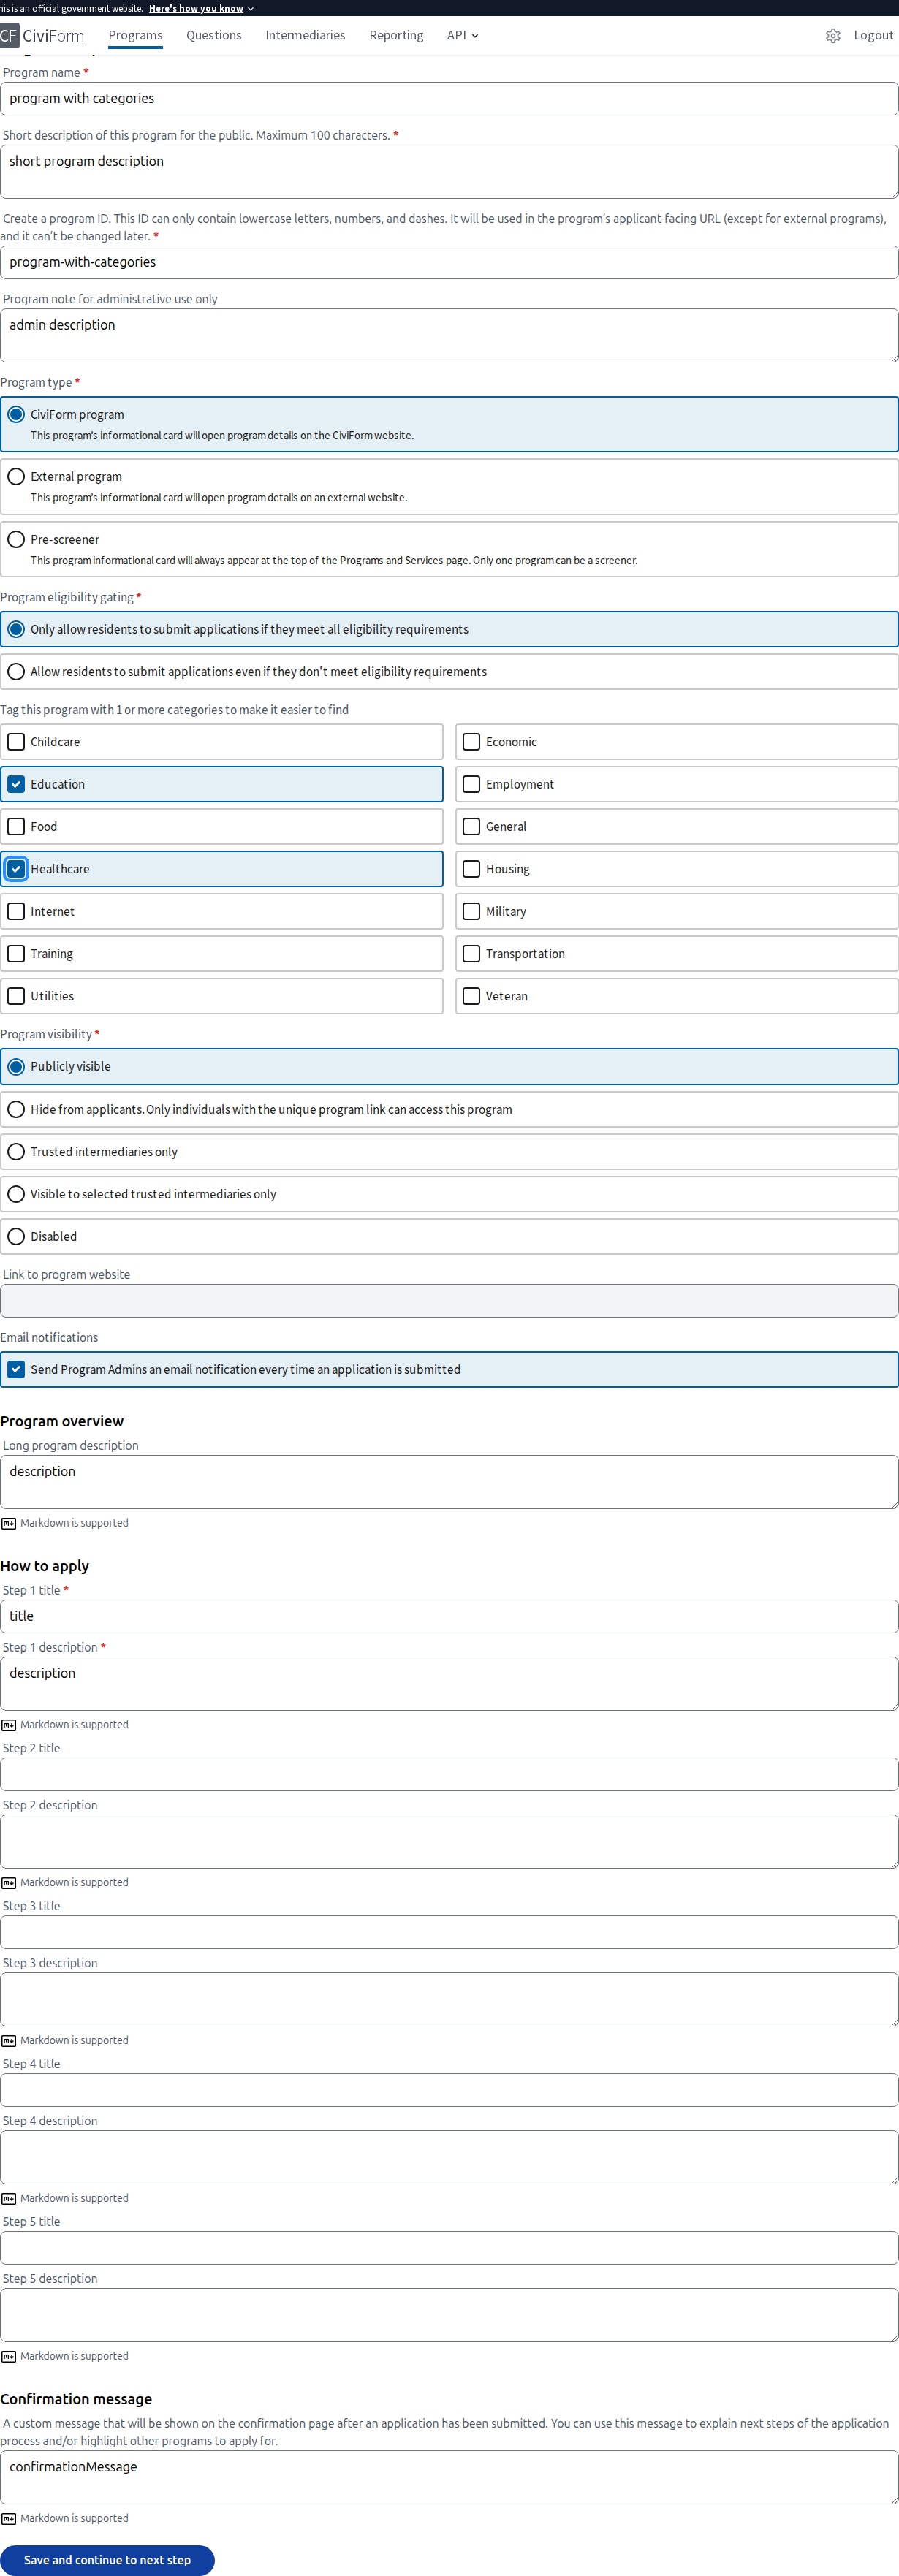 his is an official government website. Here's how you know
CF CiviForm Programs Questions Intermediaries Reporting API Logout
Program name *
program with categories
Short description of this program for the public. Maximum 100 characters. *
short program description
Create a program ID. This ID can only contain lowercase letters, numbers, and dashes. It will be used in the program's applicant-facing URL (except for external programs),
and it can't be changed later. *
program-with-categories
Program note for administrative use only
admin description
Program type *
CiviForm program
This program's informational card will open program details on the CiviForm website.
External program
This program's informational card will open program details on an external website.
Pre-screener
This program informational card will always appear at the top of the Programs and Services page. Only one program can be a screener.
Program eligibility gating *
Only allow residents to submit applications if they meet all eligibility requirements
Allow residents to submit applications even if they don't meet eligibility requirements
Tag this program with 1 or more categories to make it easier to find
Childcare Economic
Education Employment
Food General
Healthcare Housing
Internet Military
Training Transportation
Utilities Veteran
Program visibility *
Publicly visible
Hide from applicants. Only individuals with the unique program link can access this program
Trusted intermediaries only
Visible to selected trusted intermediaries only
Disabled
Link to program website
Email notifications
Send Program Admins an email notification every time an application is submitted
Program overview
Long program description
description
Markdown is supported
How to apply
Step 1 title *
title
Step 1 description *
description
Markdown is supported
Step 2 title
Step 2 description
Markdown is supported
Step 3 title
Step 3 description
Markdown is supported
Step 4 title
Step 4 description
Markdown is supported
Step 5 title
Step 5 description
Markdown is supported
Confirmation message
A custom message that will be shown on the confirmation page after an application has been submitted. You can use this message to explain next steps of the application
process and/or highlight other programs to apply for.
confirmationMessage
Markdown is supported
Save and continue to next step